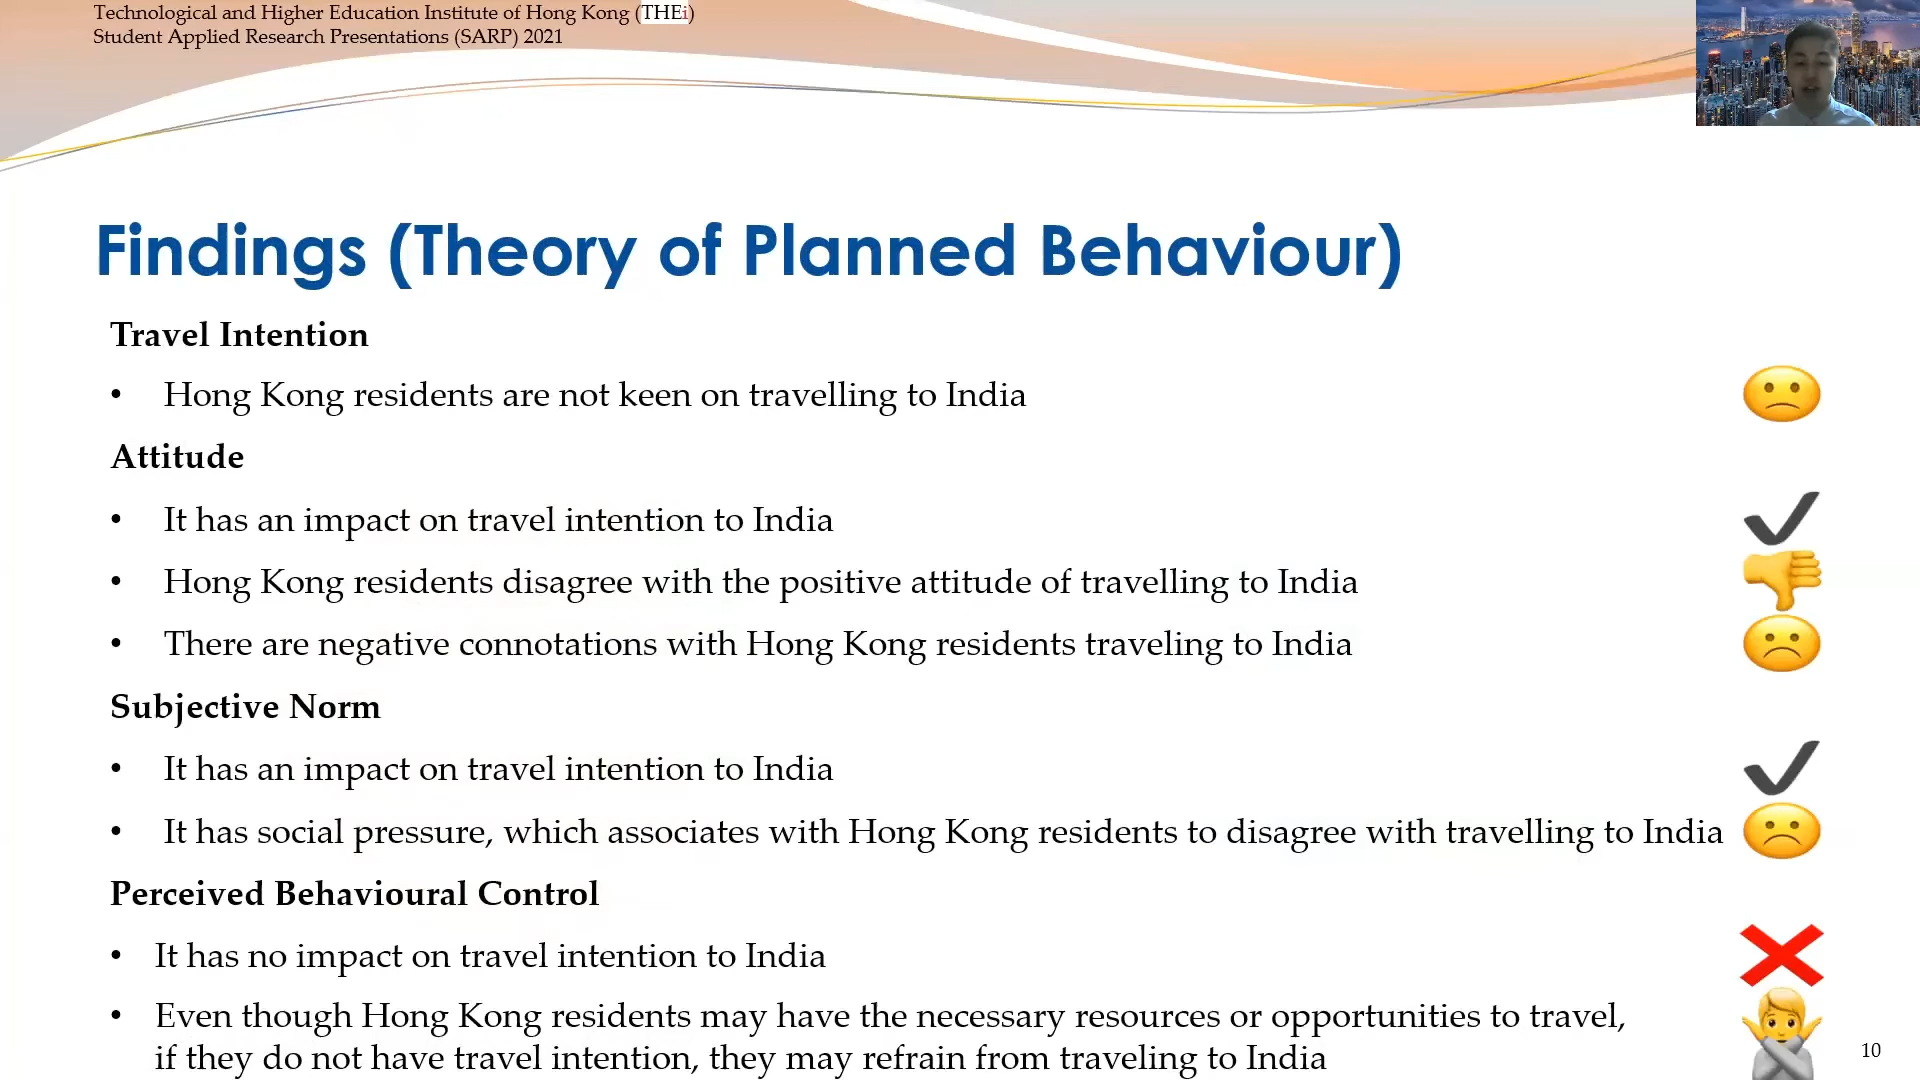 Technological and Higher Education Institute of Hong Kong (THEi)
Student Applied Research Presentations (SARP) 2021
Findings (Theory of Planned Behaviour)
Travel Intention
• Hong Kong residents are not keen on travelling to India
Attitude
• It has an impact on travel intention to India
• Hong Kong residents disagree with the positive attitude of travelling to India
• There are negative connotations with Hong Kong residents traveling to India
Subjective Norm
• It has an impact on travel intention to India
• It has social pressure, which associates with Hong Kong residents to disagree with travelling to India
Perceived Behavioural Control
• It has no impact on travel intention to India
• Even though Hong Kong residents may have the necessary resources or opportunities to travel,
if they do not have travel intention, they may refrain from traveling to India
10